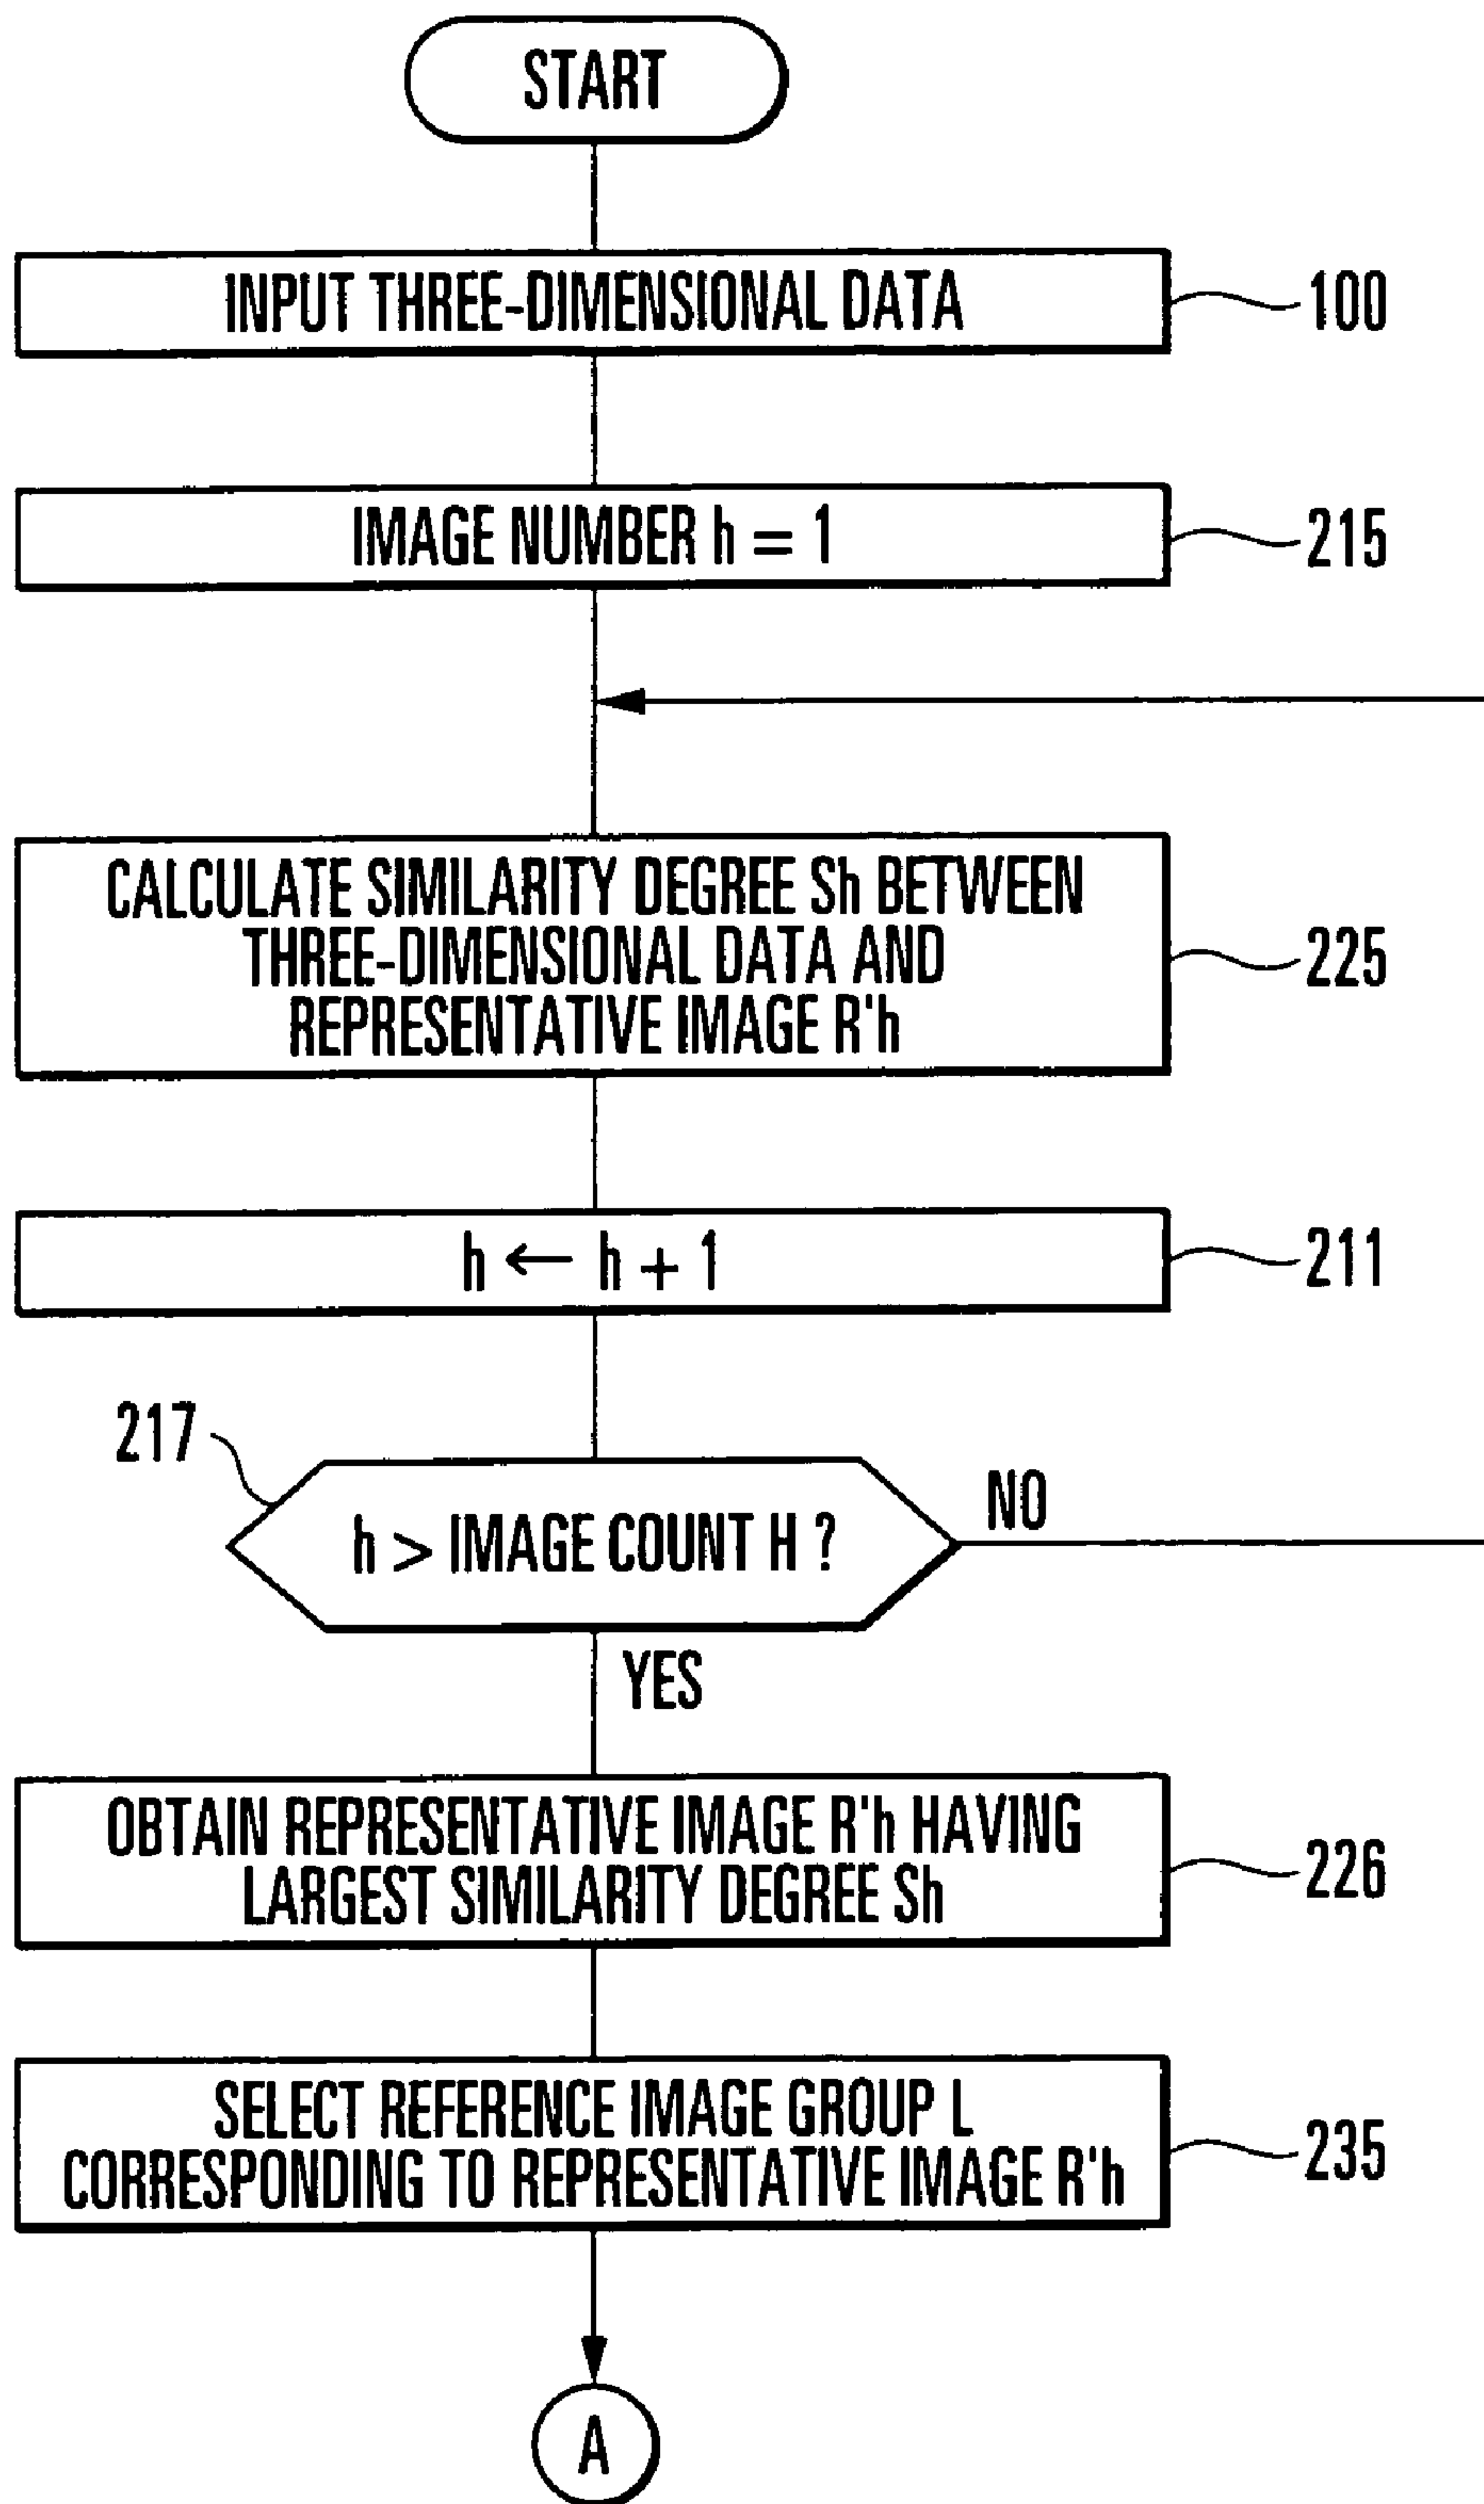 START
INPUT THREE-DIMENSIONAL DATA
100
IMAGE NUMBER h = 1
215
CALCULATE SIMILARITY DEGREE Sh BETWEEN
THREE-DIMENSIONAL DATA AND
REPRESENTATIVE IMAGE R'h
225
h ← h + 1
211
217
h > IMAGE COUNT H ?
NO
YES
OBTAIN REPRESENTATIVE IMAGE R'h HAVING
LARGEST SIMILARITY DEGREE Sh
226
SELECT REFERENCE IMAGE GROUP L
CORRESPONDING TO REPRESENTATIVE IMAGE R'h
235
A